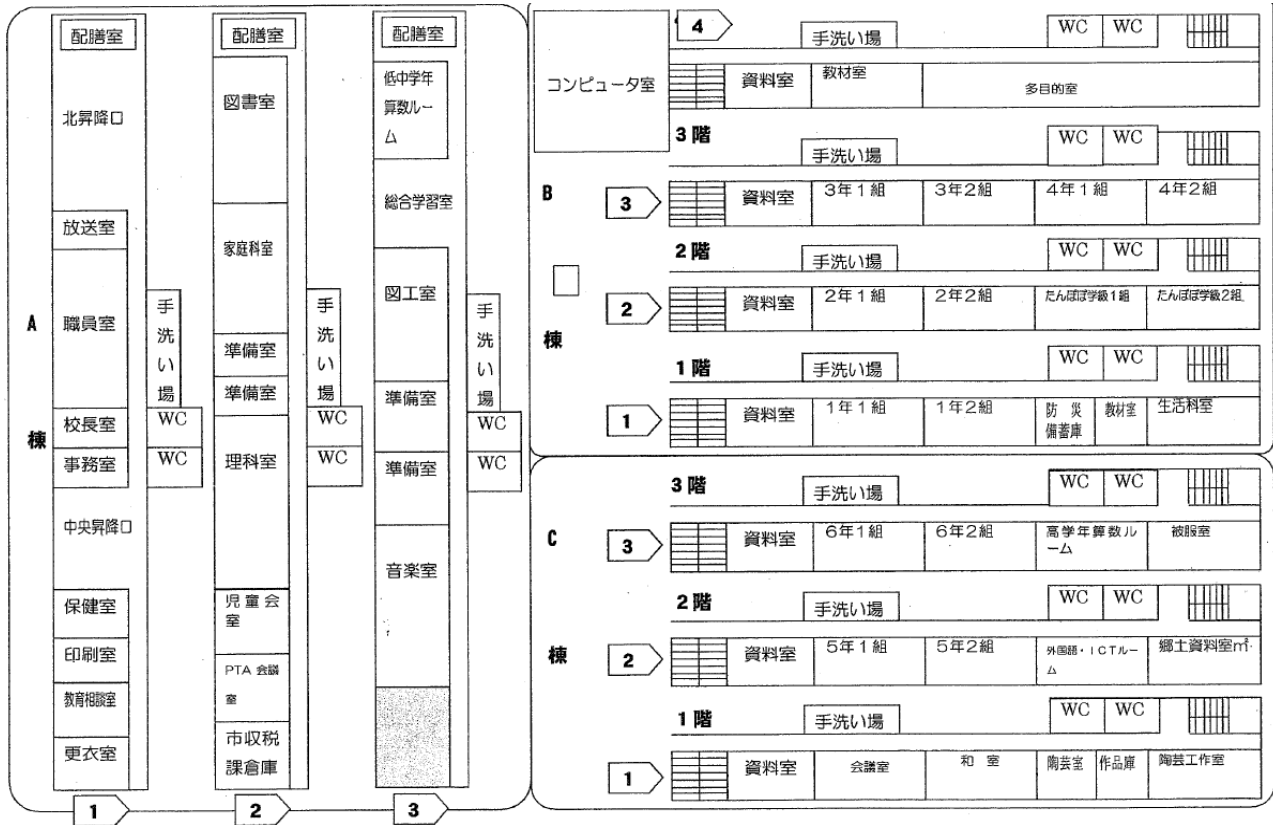 A
棟
配膳室
北昇降口
放送室
職員室
校長室
事務室
中央昇降口
保健室
印刷室
教育相談室
更衣室
手
洗
い
場
WC
WC
1
配膳室
図書室
家庭科室
準備室
準備室
理科室
児童会
室
PTA 会議
室
市収税
課倉庫
手
洗
い
場
WC
WC
2
配膳室
低中学年
算数ルー
ム
総合学習室
図工室
準備室
準備室
音楽室
手
洗
い
場
WC
WC
3
B
棟
コンピュータ室
4
手洗い場
WC
WC
資料室
教材室
多目的室
3階
手洗い場
WC
WC
3
資料室
3年1組
3年2組
4年1組
4年2組
2階
手洗い場
WC
WC
2
資料室
2年1組
2年2組
たんぽぽ学級1組
たんぽぽ学級2組
1階
手洗い場
WC
WC
1
資料室
1年1組
1年2組
防 災
備蓄庫
教材室
生活科室
C
棟
3階
手洗い場
WC
WC
3
資料室
6年1組
6年2組
高学年算数ル
ーム
被服室
2階
手洗い場
WC
WC
2
資料室
5年1組
5年2組
外国語・ICTルー
ム
郷土資料室㎡
1階
手洗い場
WC
WC
1
資料室
会議室
和 室
陶芸室
作品庫
陶芸工作室